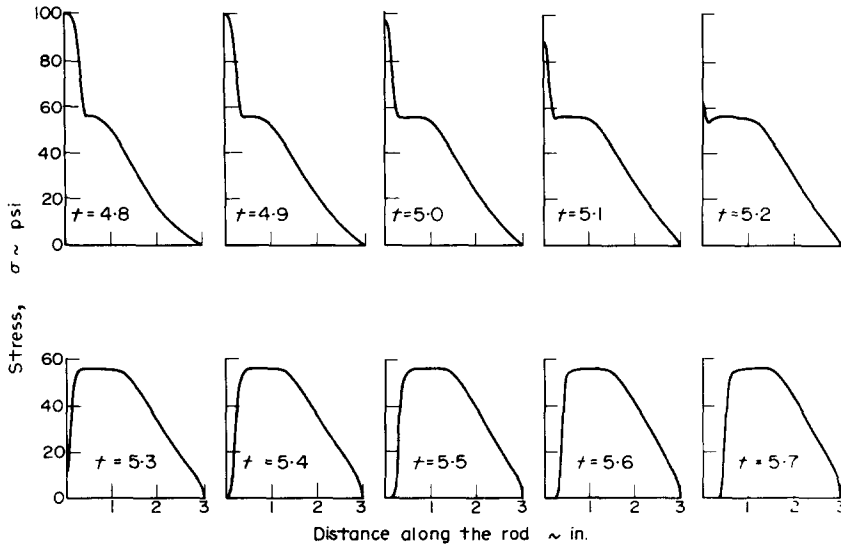 Stress, σ ~ psi
100
80
60
40
20
0
t=4·8
t=4·9
t=5·0
t=5·1
t=5·2
1 2 3
1 2 3
1 2 3
1 2 3
1 2 3
60
40
20
0
t=5·3
t=5·4
t=5·5
t=5·6
t=5·7
1 2 3
1 2 3
1 2 3
1 2 3
1 2 3
Distance along the rod ~ in.